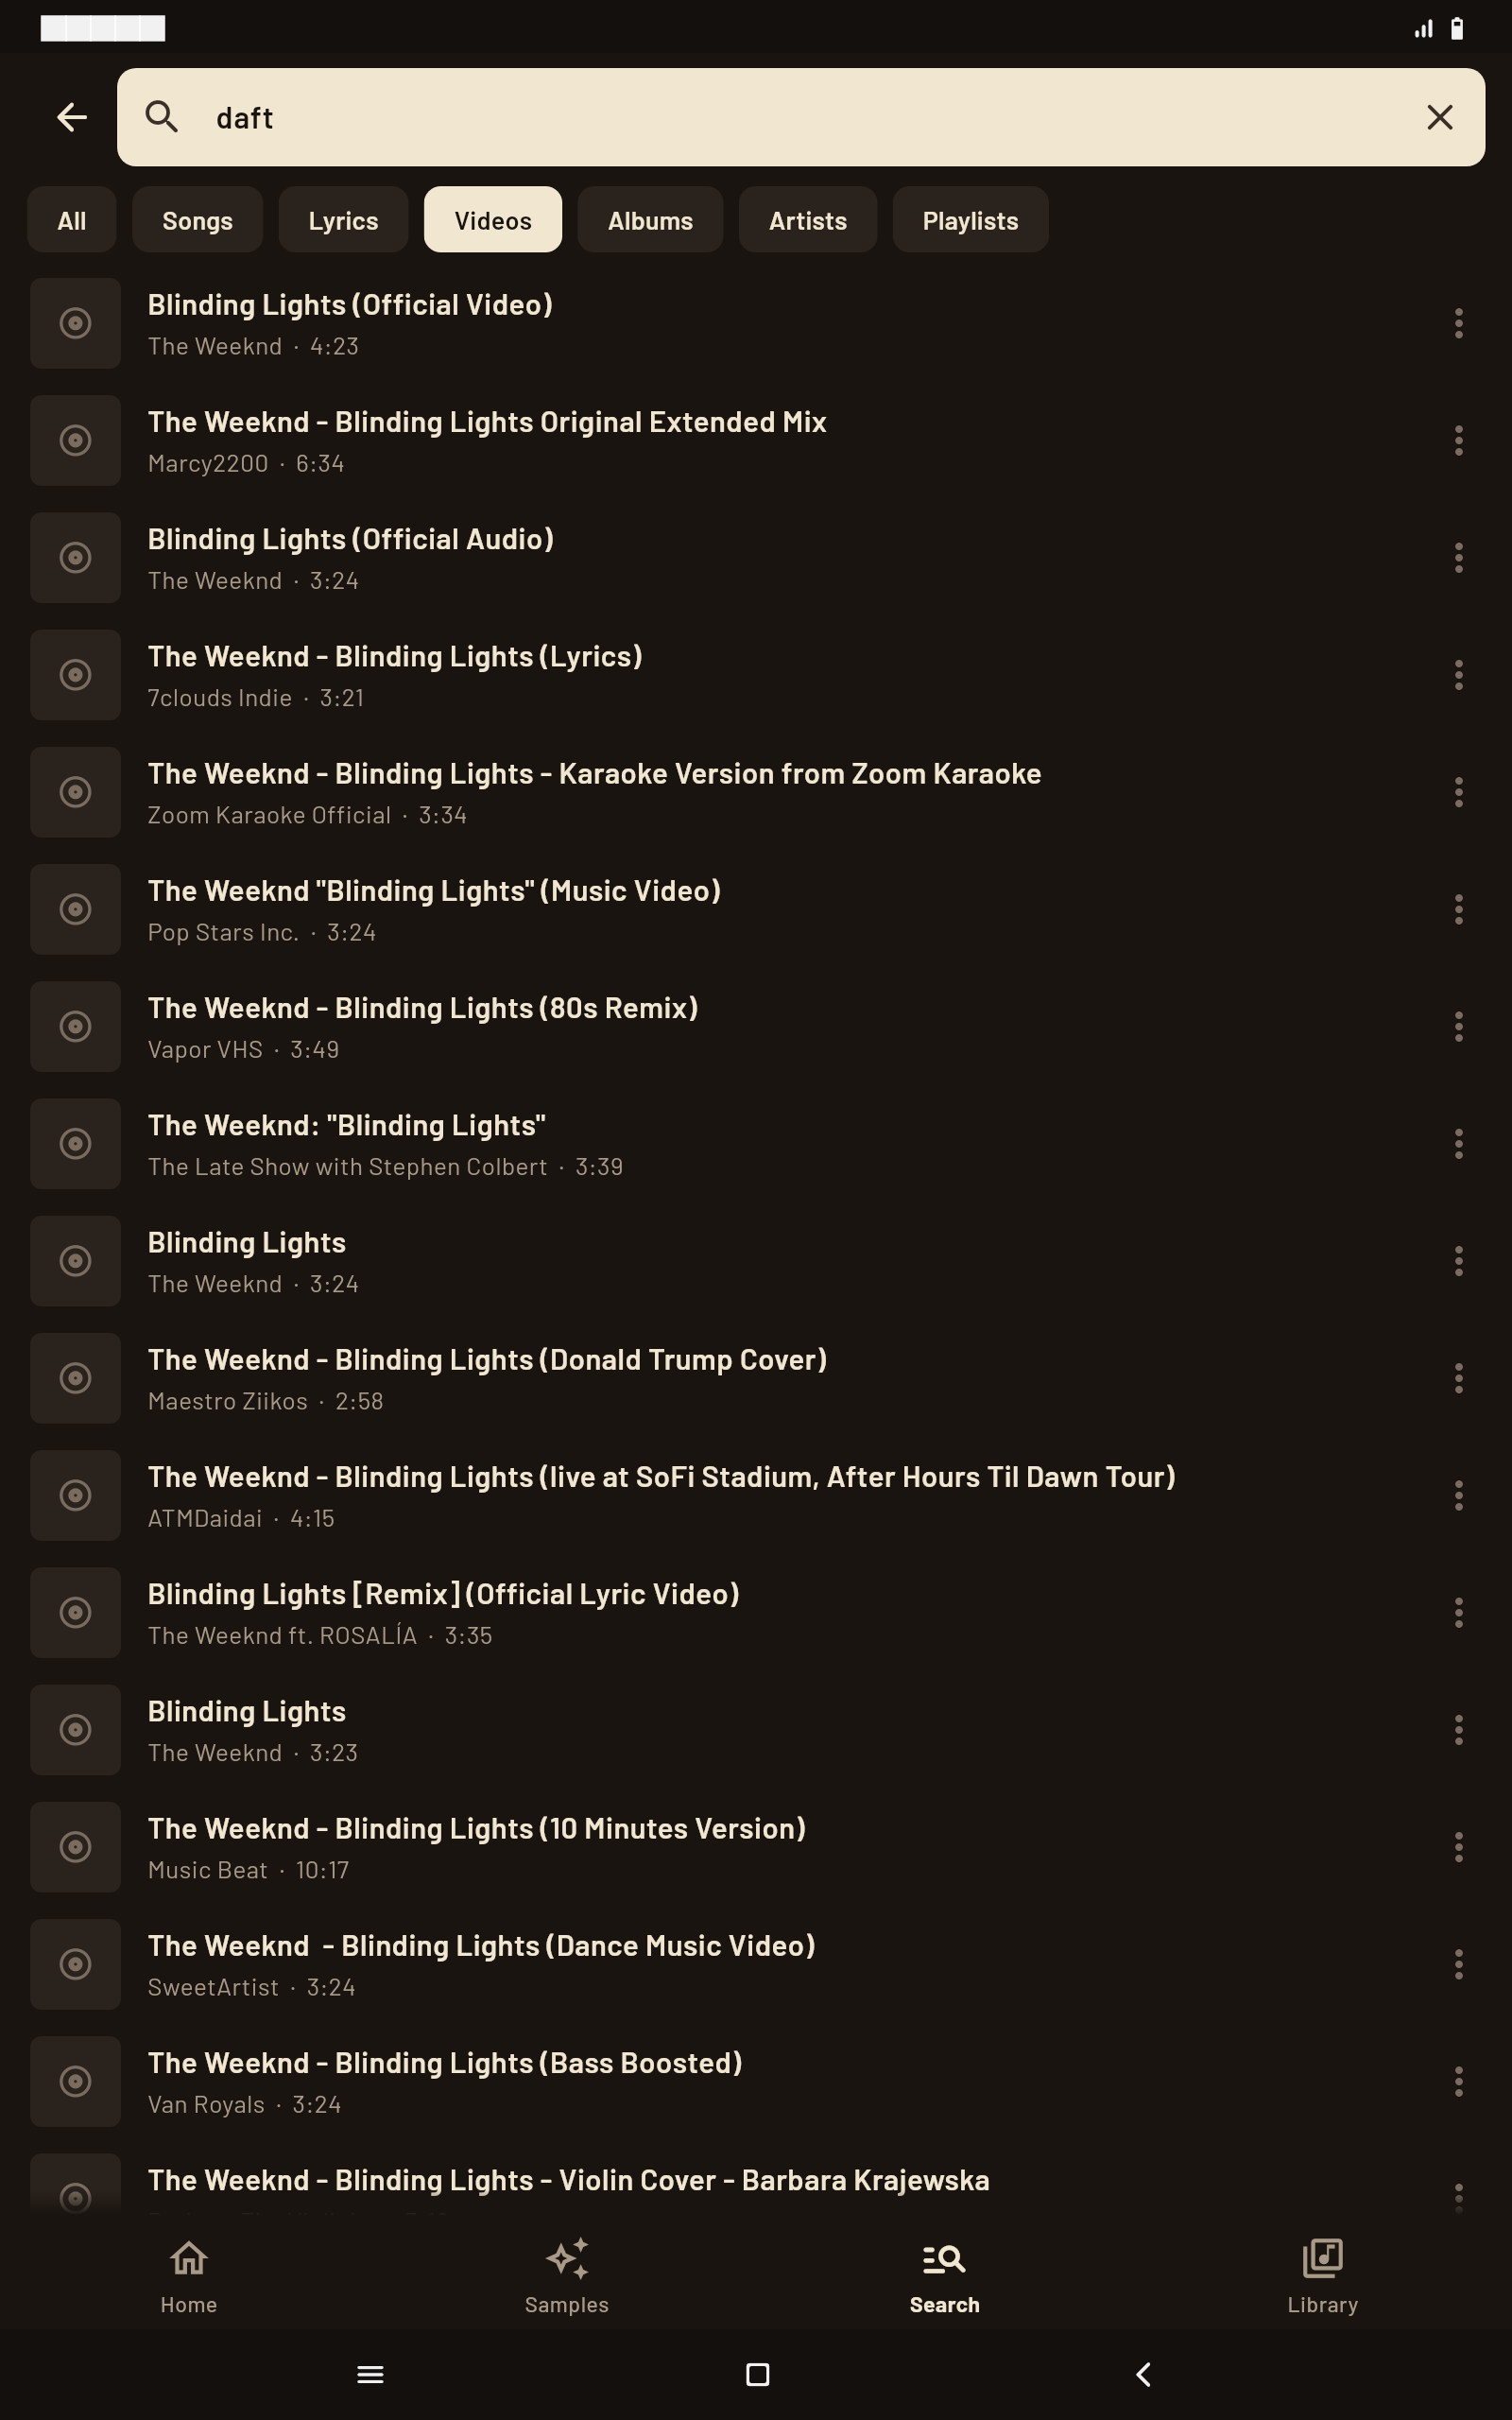 daft
All
Songs
Lyrics
Videos
Albums
Artists
Playlists
Blinding Lights (Official Video)
The Weeknd · 4:23
The Weeknd - Blinding Lights Original Extended Mix
Marcy2200 · 6:34
Blinding Lights (Official Audio)
The Weeknd · 3:24
The Weeknd - Blinding Lights (Lyrics)
7clouds Indie · 3:21
The Weeknd - Blinding Lights - Karaoke Version from Zoom Karaoke
Zoom Karaoke Official · 3:34
The Weeknd "Blinding Lights" (Music Video)
Pop Stars Inc. · 3:24
The Weeknd - Blinding Lights (80s Remix)
Vapor VHS · 3:49
The Weeknd: "Blinding Lights"
The Late Show with Stephen Colbert · 3:39
Blinding Lights
The Weeknd · 3:24
The Weeknd - Blinding Lights (Donald Trump Cover)
Maestro Ziikos · 2:58
The Weeknd - Blinding Lights (live at SoFi Stadium, After Hours Til Dawn Tour)
ATMDaidai · 4:15
Blinding Lights [Remix] (Official Lyric Video)
The Weeknd ft. ROSALÍA · 3:35
Blinding Lights
The Weeknd · 3:23
The Weeknd - Blinding Lights (10 Minutes Version)
Music Beat · 10:17
The Weeknd  - Blinding Lights (Dance Music Video)
SweetArtist · 3:24
The Weeknd - Blinding Lights (Bass Boosted)
Van Royals · 3:24
The Weeknd - Blinding Lights - Violin Cover - Barbara Krajewska
Home
Samples
Search
Library